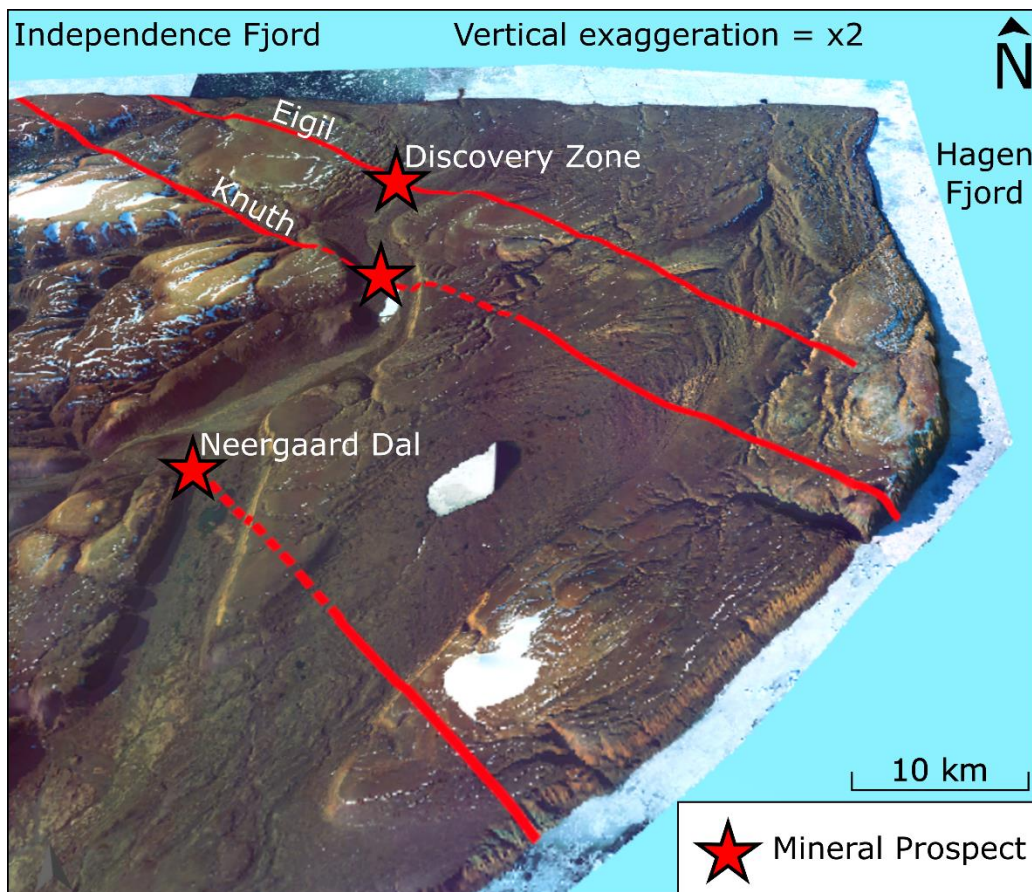 Independence Fjord
Vertical exaggeration = x2
N
Eigil
Discovery Zone
Hagen
Fjord
Knuth
Neergaard Dal
10 km
Mineral Prospect